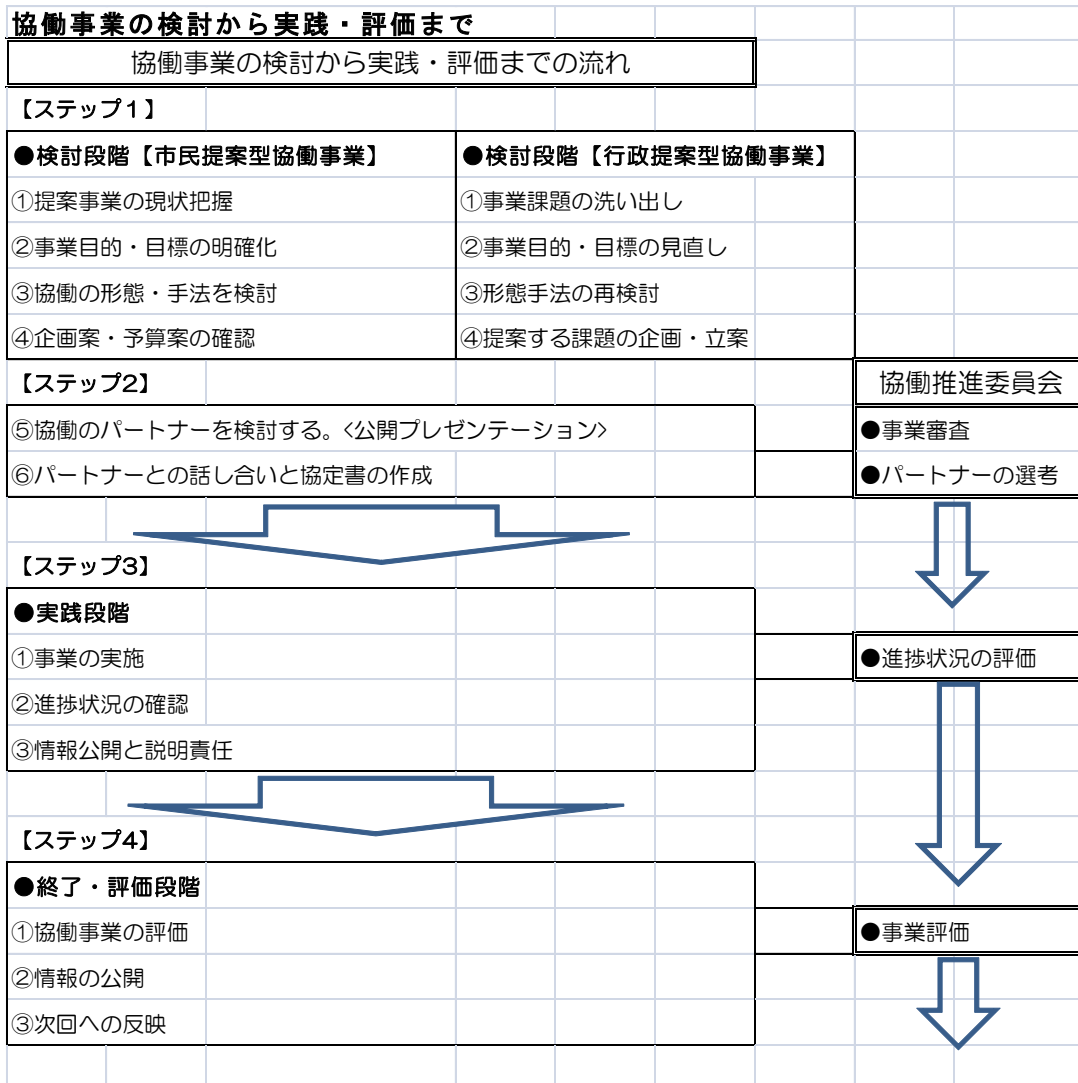 協働事業の検討から実践・評価まで
協働事業の検討から実践・評価までの流れ
【ステップ1】
●検討段階【市民提案型協働事業】
①提案事業の現状把握
②事業目的・目標の明確化
③協働の形態・手法を検討
④企画案・予算案の確認
●検討段階【行政提案型協働事業】
①事業課題の洗い出し
②事業目的・目標の見直し
③形態手法の再検討
④提案する課題の企画・立案
【ステップ2】
⑤協働のパートナーを検討する。<公開プレゼンテーション>
⑥パートナーとの話し合いと協定書の作成
協働推進委員会
●事業審査
●パートナーの選考
【ステップ3】
●実践段階
①事業の実施
②進捗状況の確認
③情報公開と説明責任
●進捗状況の評価
【ステップ4】
●終了・評価段階
①協働事業の評価
②情報の公開
③次回への反映
●事業評価